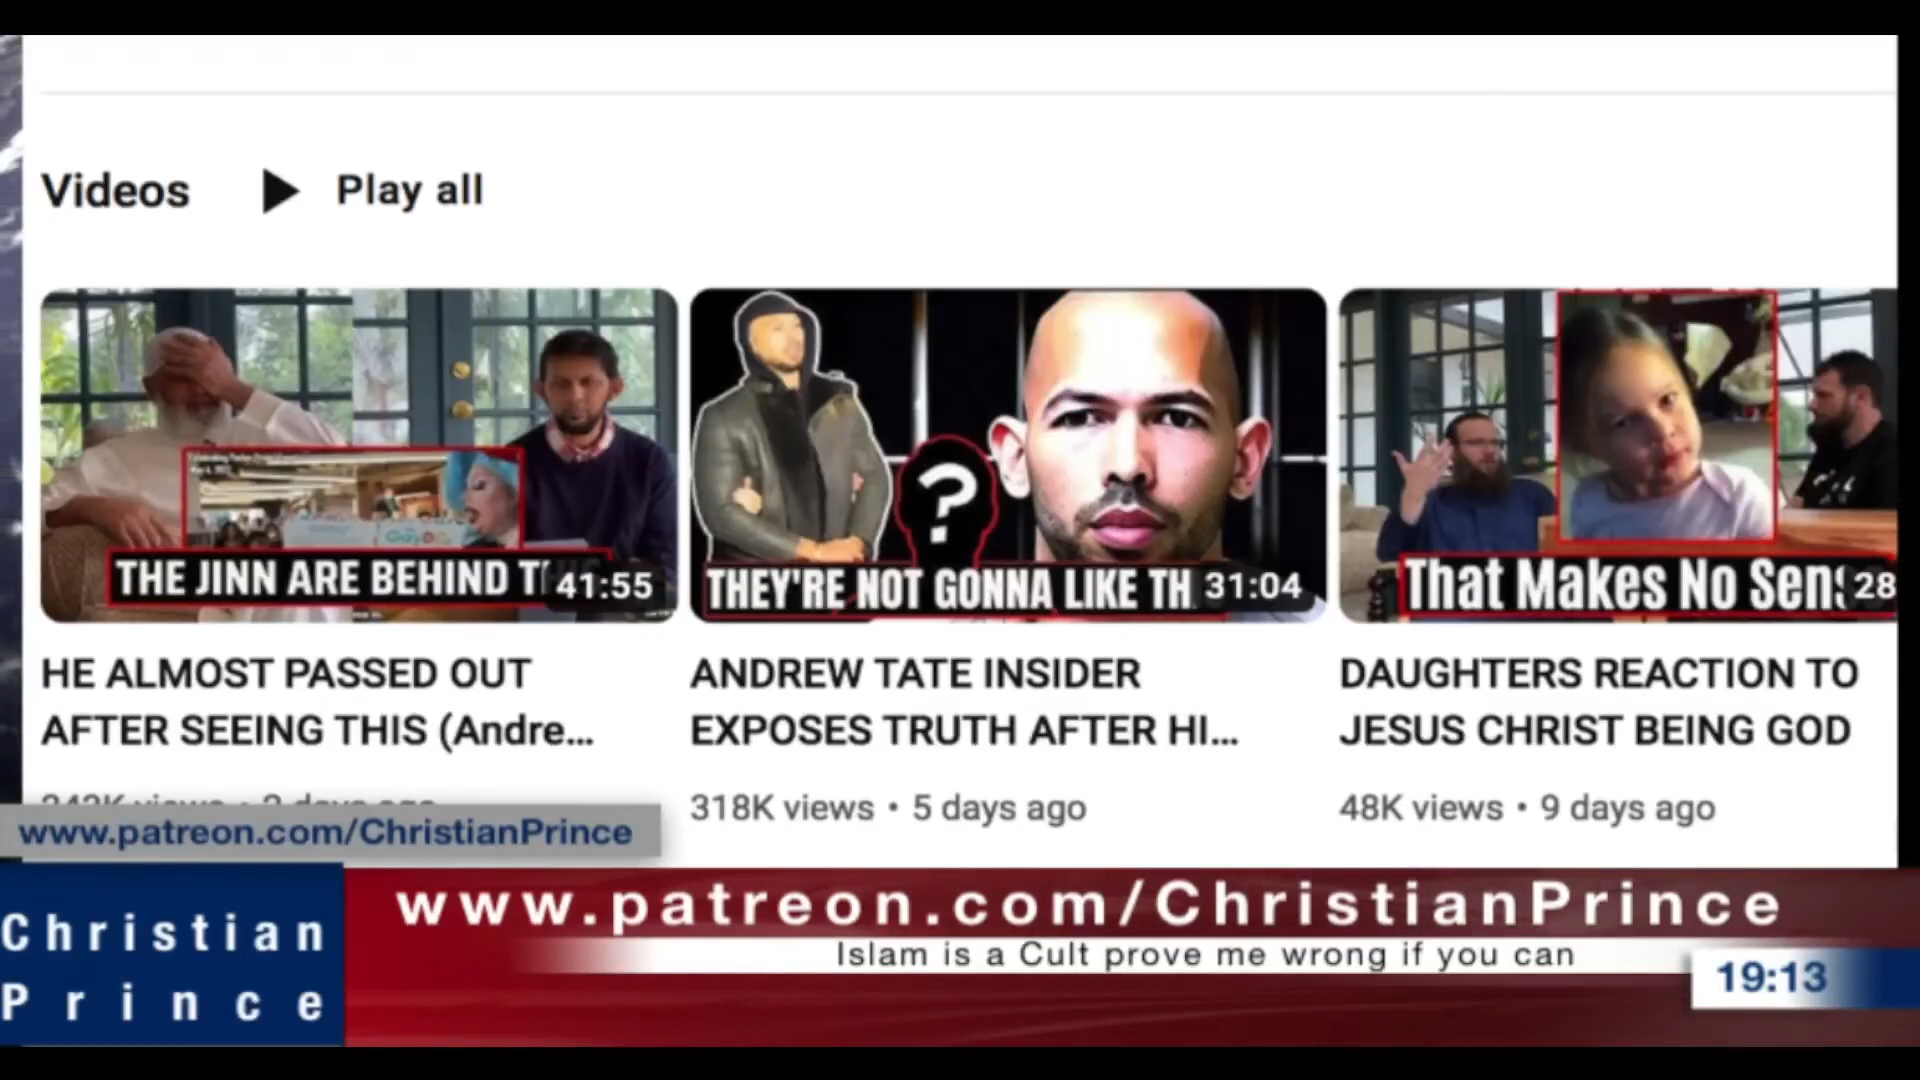 Videos
Play all
THE JINN ARE BEHIND
41:55
THEY'RE NOT GONNA LIKE TH
31:04
That Makes No Sens
28
HE ALMOST PASSED OUT
AFTER SEEING THIS (Andre...
ANDREW TATE INSIDER
EXPOSES TRUTH AFTER HI...
DAUGHTERS REACTION TO
JESUS CHRIST BEING GOD
318K views • 5 days ago
48K views • 9 days ago
www.patreon.com/ChristianPrince
Christian
Prince
www.patreon.com/ChristianPrince
Islam is a Cult prove me wrong if you can
19:13